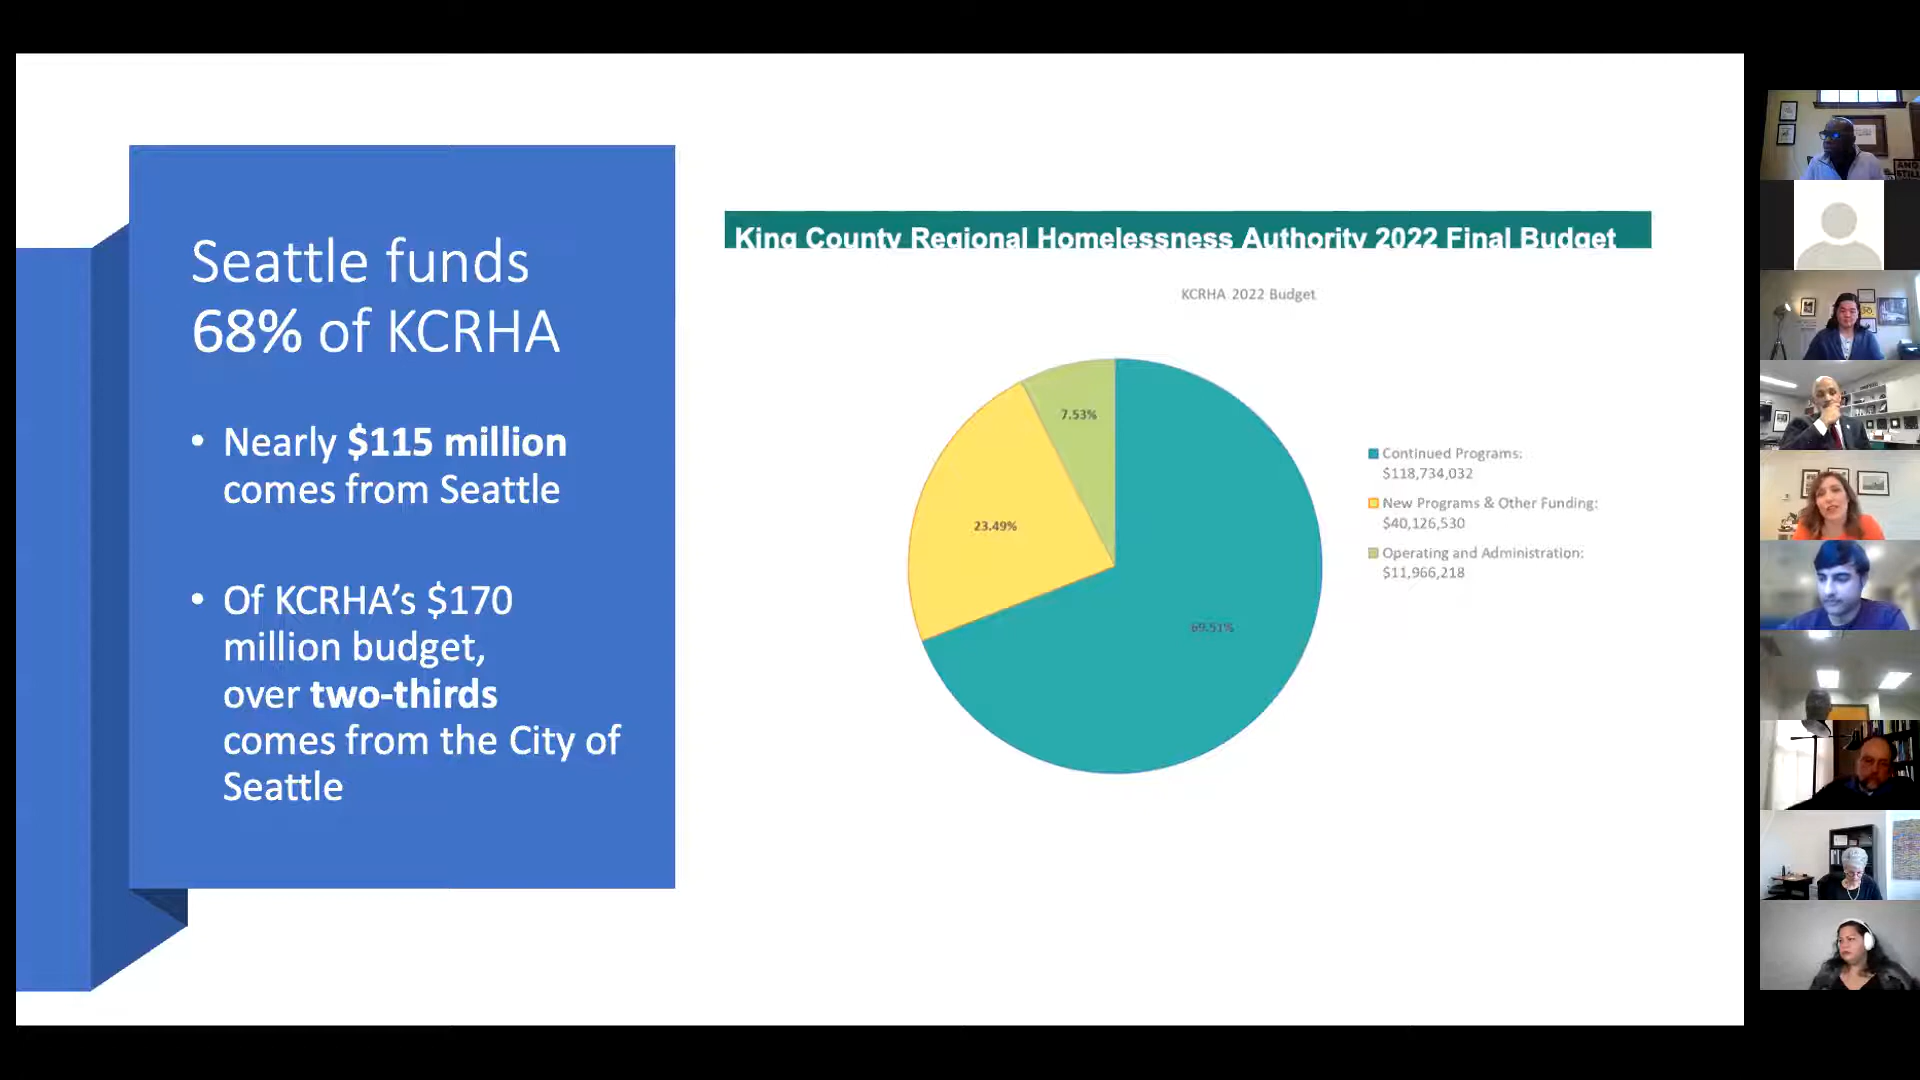 Seattle funds
68% of KCRHA
• Nearly $115 million
comes from Seattle
• Of KCRHA’s $170
million budget,
over two-thirds
comes from the City of
Seattle
King County Regional Homelessness Authority 2022 Final Budget
KCRHA 2022 Budget
7.53%
23.49%
69.51%
Continued Programs:
$118,734,032
New Programs & Other Funding:
$40,126,530
Operating and Administration:
$11,966,218
AND
STILL